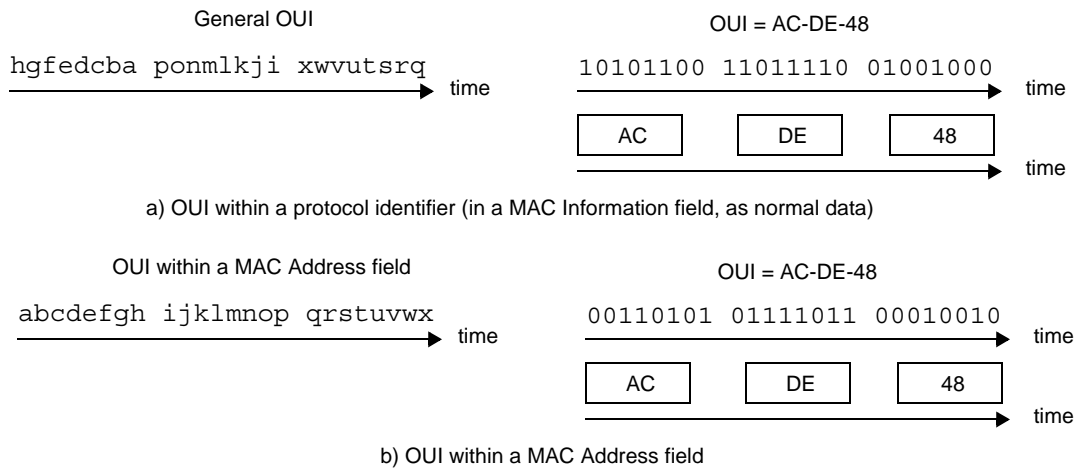 General OUI
OUI = AC-DE-48
hgfedcba ponmlkji xwvutsrq
time
10101100 11011110 01001000
time
AC
DE
48
time
a) OUI within a protocol identifier (in a MAC Information field, as normal data)
OUI within a MAC Address field
OUI = AC-DE-48
abcdefgh ijklmnop qrstuvwx
time
00110101 01111011 00010010
time
AC
DE
48
time
b) OUI within a MAC Address field